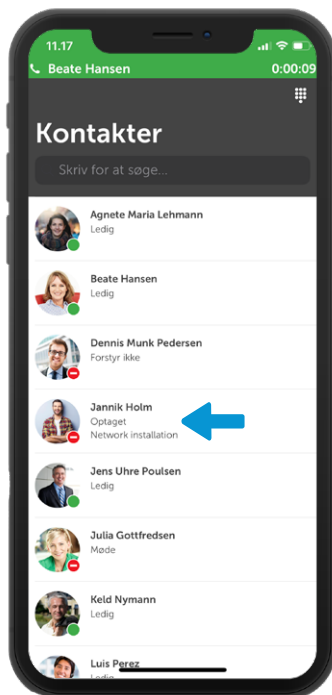 11.17
Beate Hansen 0:00:09
Kontakter
Skriv for at søge...
Agnete Maria Lehmann
Ledig
Beate Hansen
Ledig
Dennis Munk Pedersen
Forstyr ikke
Jannik Holm
Optaget
Network installation
Jens Uhre Poulsen
Ledig
Julia Gottfredsen
Møde
Keld Nymann
Ledig
Luis Perez
Ledig